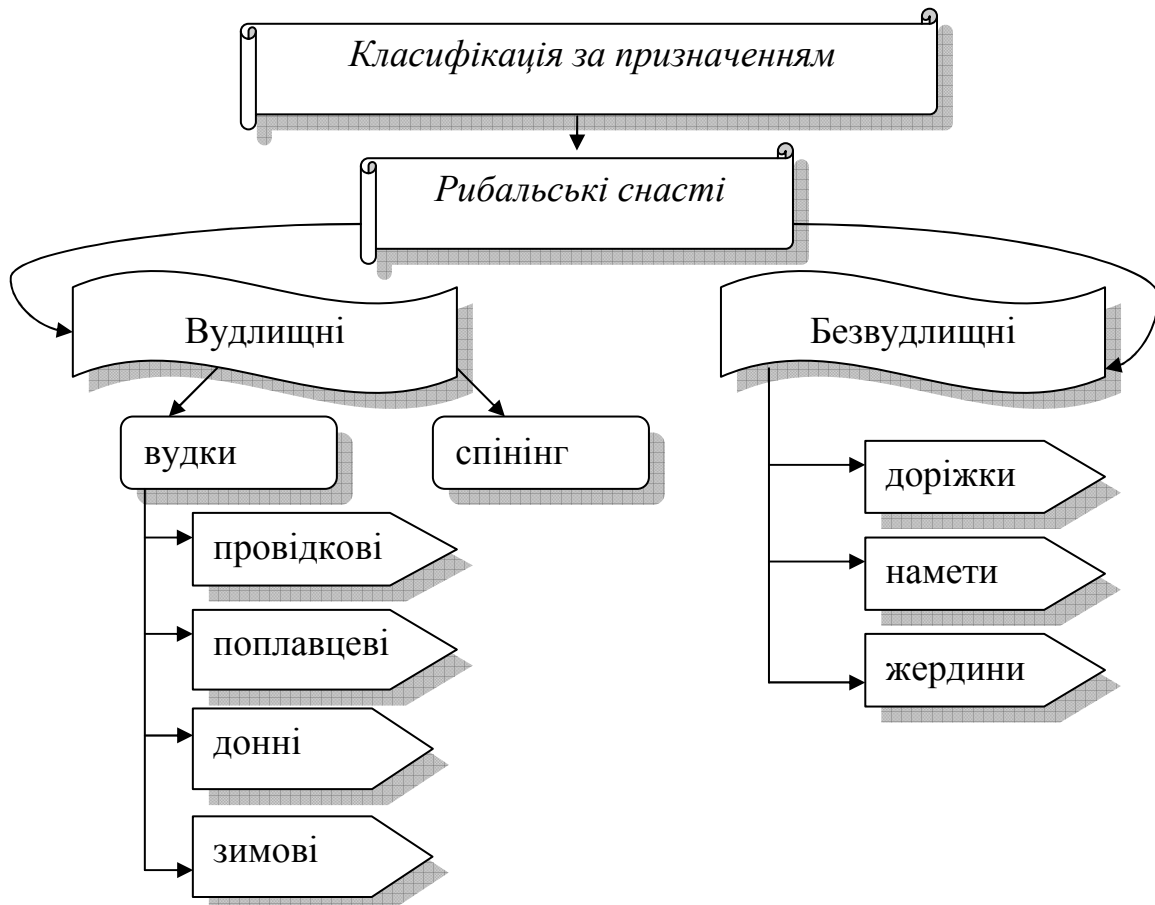 Класифікація за призначенням
Рибальські снасті
Вудлищні
Безвудлищні
вудки
спінінг
провідкові
поплавцеві
донні
зимові
доріжки
намети
жердини